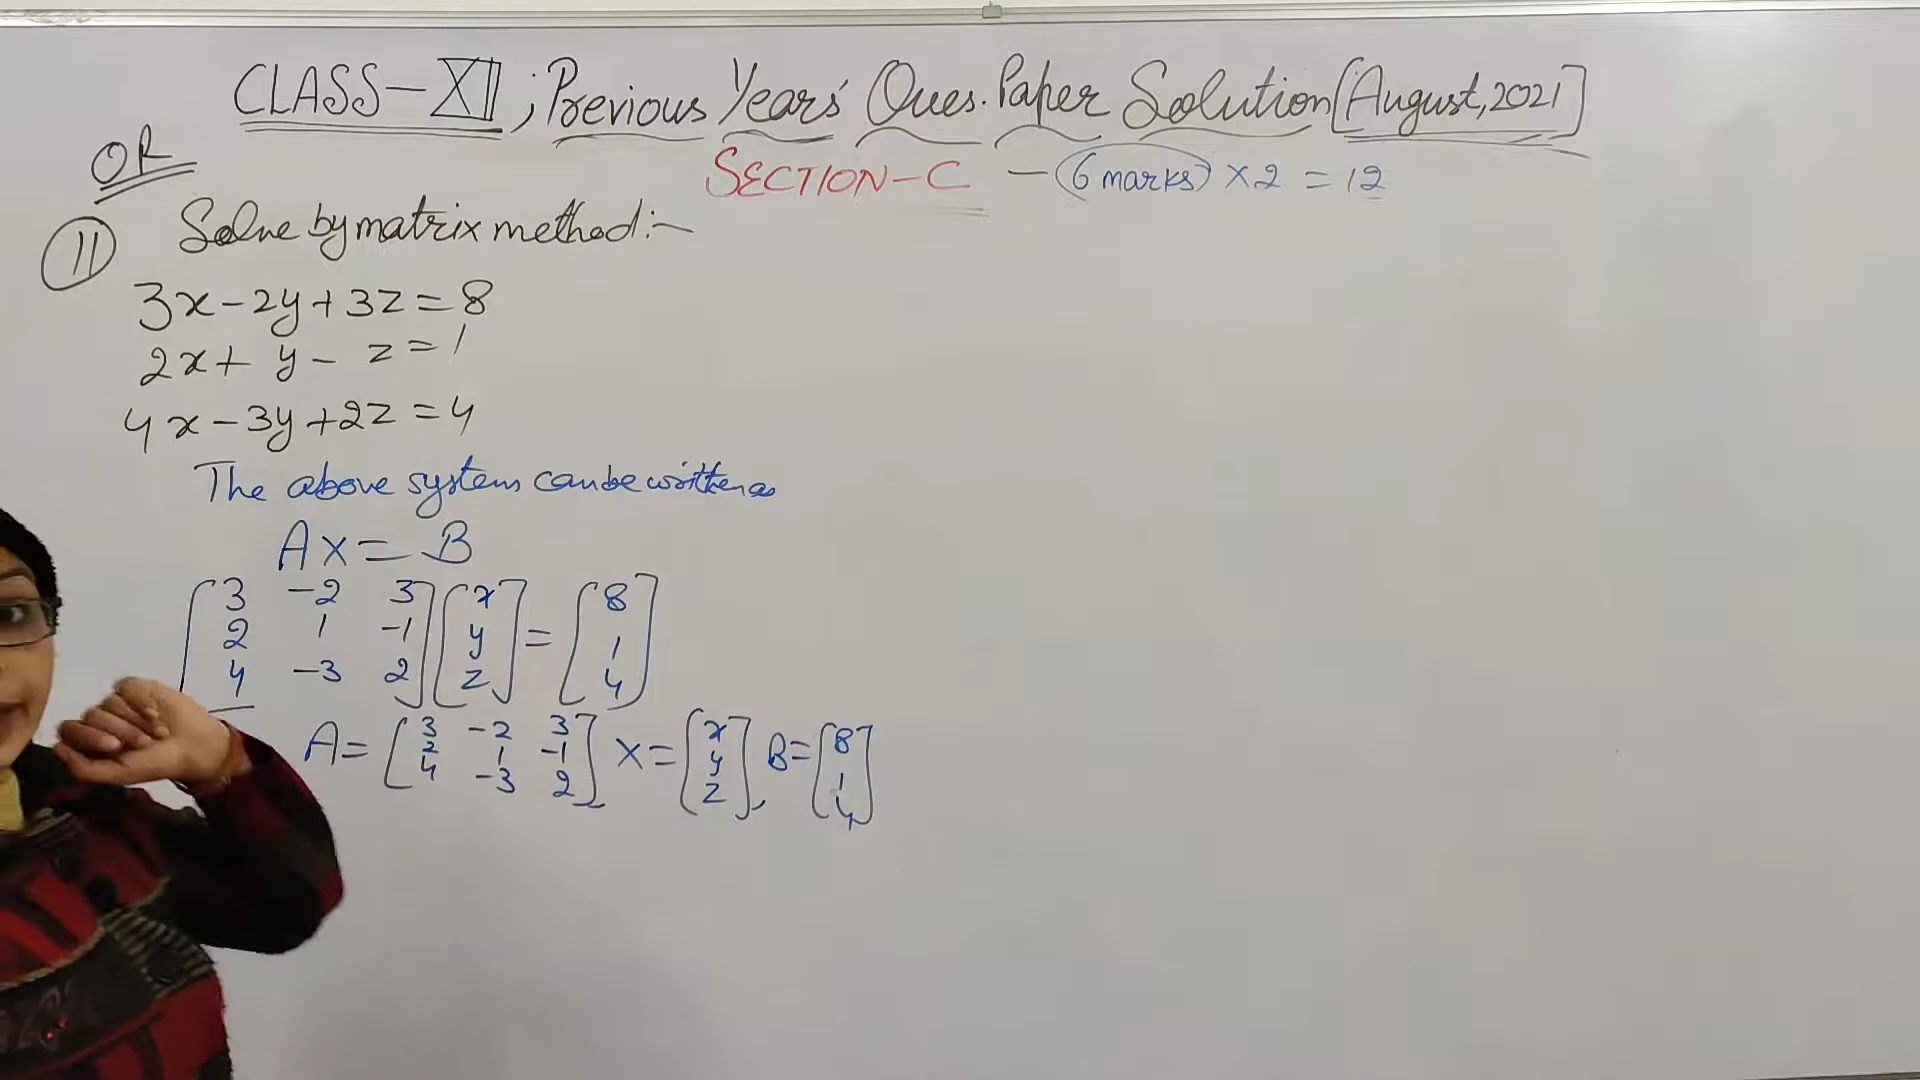 CLASS-XII; Previous Years' Ques. Paper Solution [August, 2021]
OR
SECTION-C - (6 marks) × 2 = 12
11 Solve by matrix method:-
3x-2y+3z=8
2x+ y- z=1
4x-3y+2z=4
The above system can be written as
AX = B
[3 -2 3] [x] = [8]
[2 1 -1] [y] [1]
[4 -3 2] [z] [4]
A= [3 -2 3] X= [x], B= [8]
[2 1 -1] [y] [1]
[4 -3 2], [z] [4]